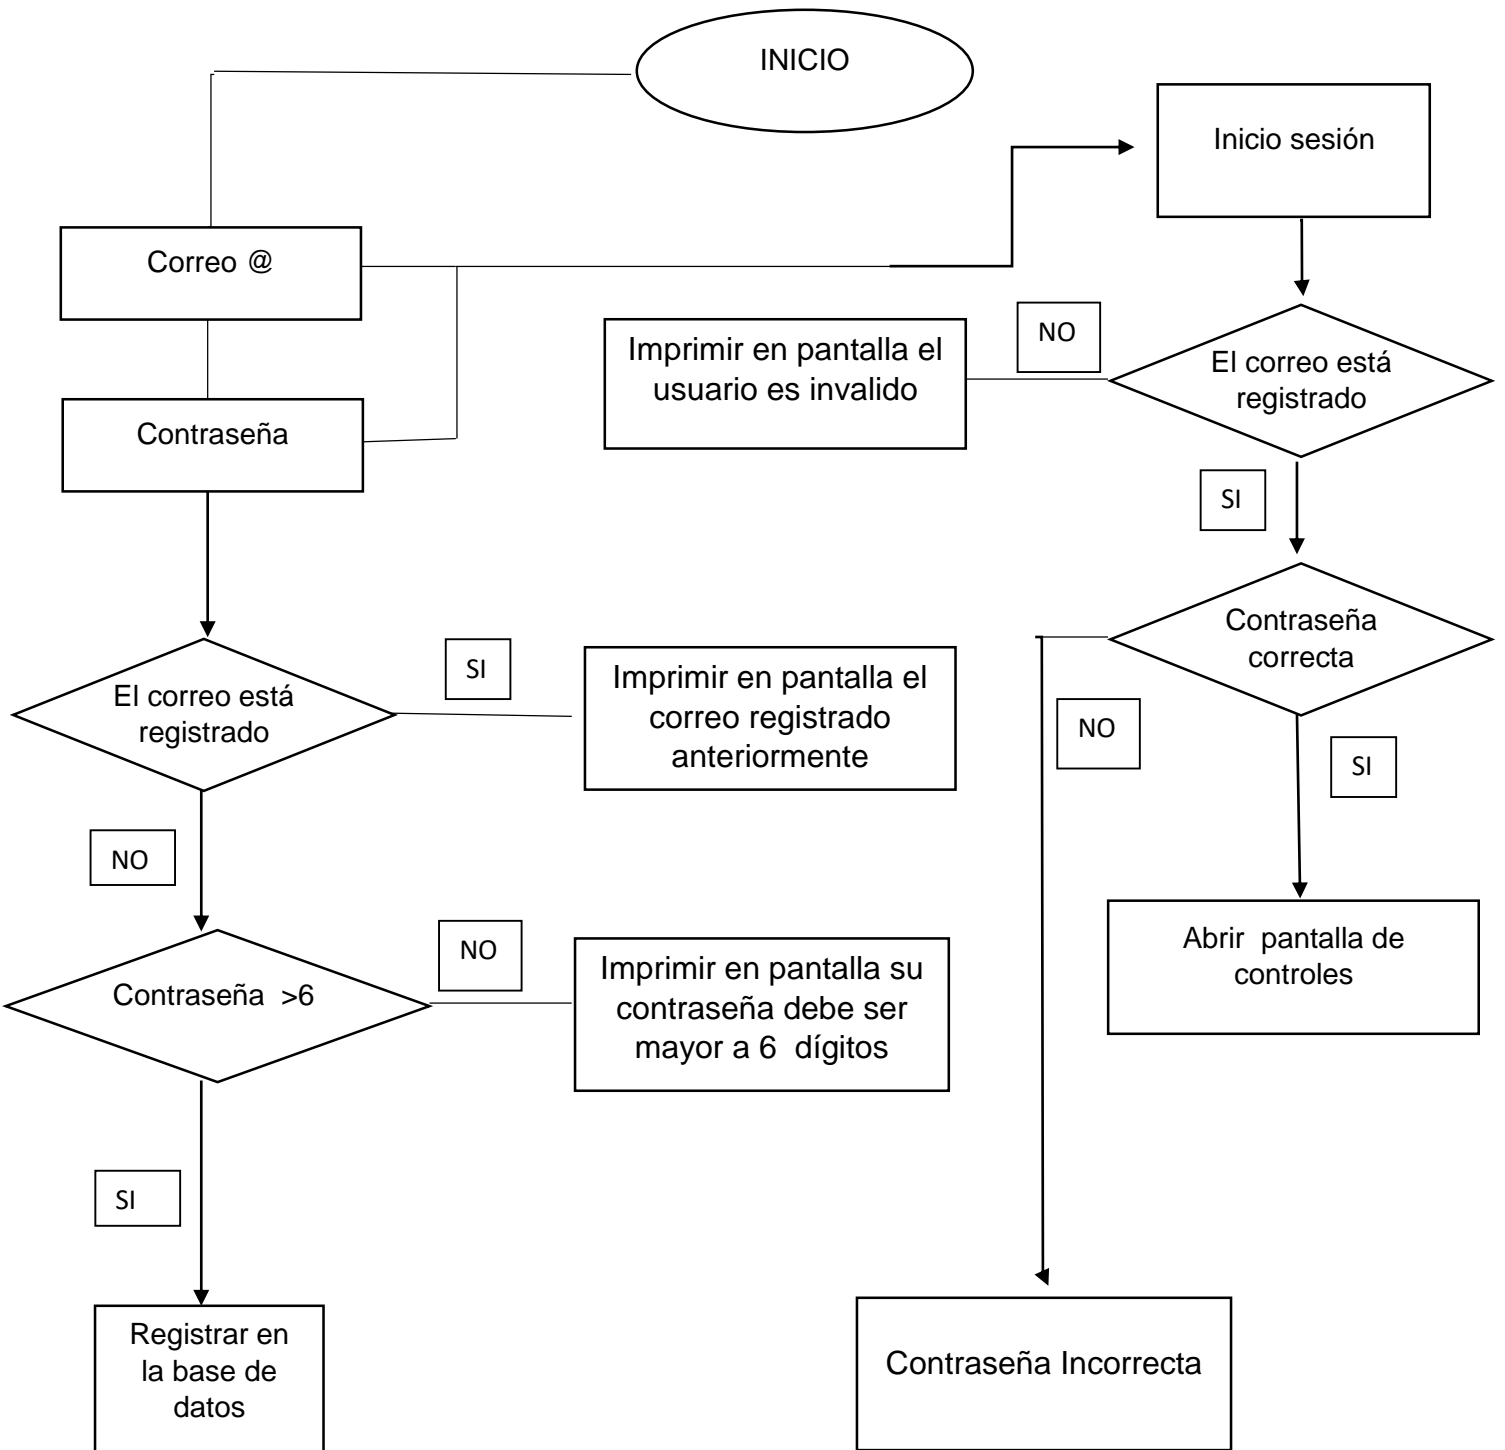 INICIO
Inicio sesión
Correo @
NO
Imprimir en pantalla el
usuario es invalido
El correo está
registrado
Contraseña
SI
Contraseña
correcta
SI
Imprimir en pantalla el
correo registrado
anteriormente
El correo está
registrado
NO
SI
NO
Abrir  pantalla de
controles
NO
Imprimir en pantalla su
contraseña debe ser
mayor a 6  dígitos
Contraseña  >6
SI
Registrar en
la base de
datos
Contraseña Incorrecta